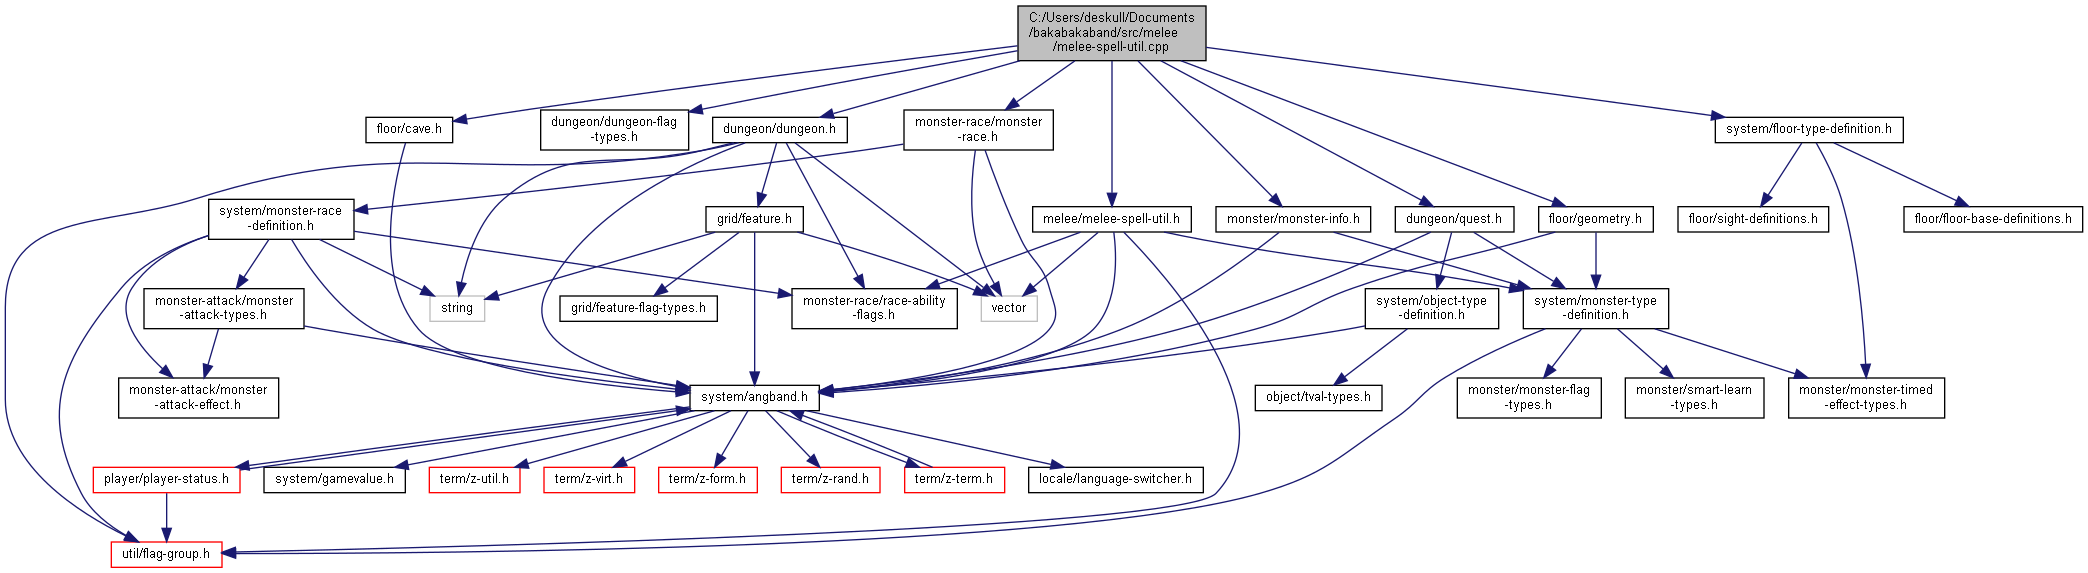 C:/Users/deskull/Documents
/bakabakaband/src/melee
/melee-spell-util.cpp
floor/cave.h
dungeon/dungeon-flag
-types.h
dungeon/dungeon.h
monster-race/monster
-race.h
system/floor-type-definition.h
system/monster-race
-definition.h
grid/feature.h
melee/melee-spell-util.h
monster/monster-info.h
dungeon/quest.h
floor/geometry.h
floor/sight-definitions.h
floor/floor-base-definitions.h
monster-attack/monster
-attack-types.h
string
grid/feature-flag-types.h
monster-race/race-ability
-flags.h
vector
system/object-type
-definition.h
system/monster-type
-definition.h
monster-attack/monster
-attack-effect.h
system/angband.h
object/tval-types.h
monster/monster-flag
-types.h
monster/smart-learn
-types.h
monster/monster-timed
-effect-types.h
player/player-status.h
system/gamevalue.h
term/z-util.h
term/z-virt.h
term/z-form.h
term/z-rand.h
term/z-term.h
locale/language-switcher.h
util/flag-group.h